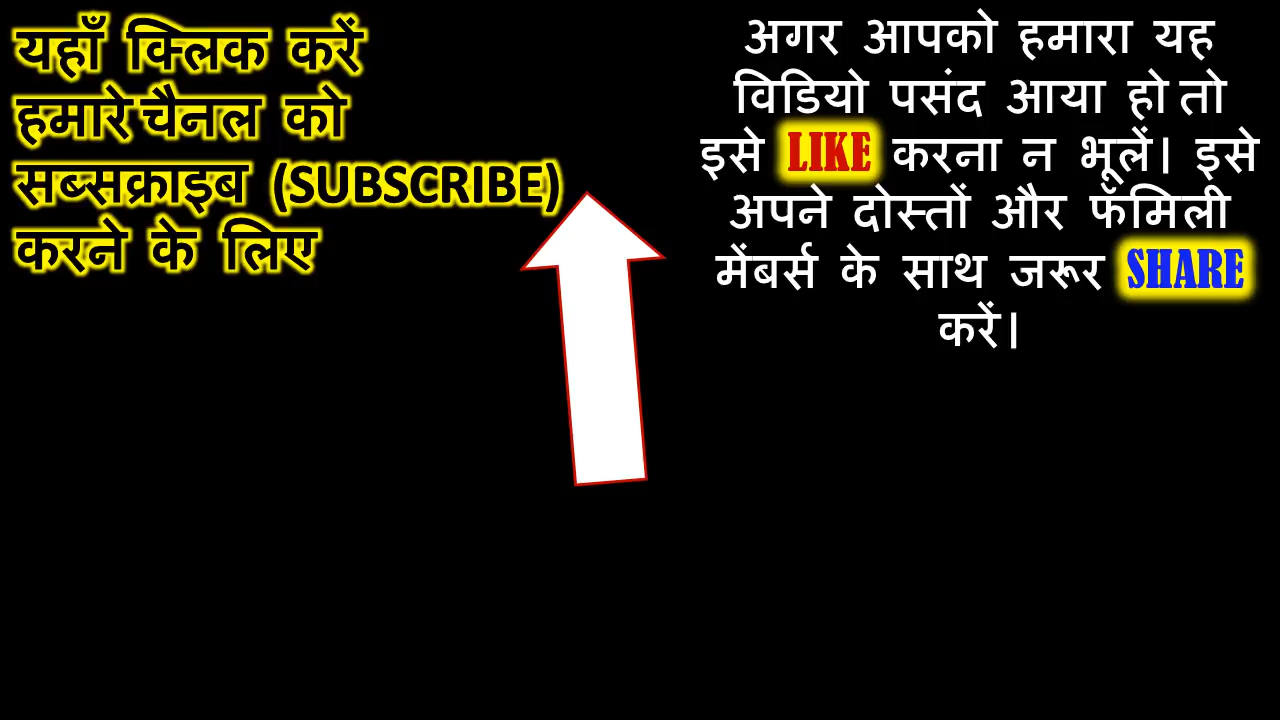 यहाँ क्लिक करें
हमारे चैनल को
सब्सक्राइब (SUBSCRIBE)
करने के लिए
अगर आपको हमारा यह
विडियो पसंद आया हो तो
इसे LIKE करना न भूलें। इसे
अपने दोस्तों और फॅमिली
मेंबर्स के साथ जरूर SHARE
करें।